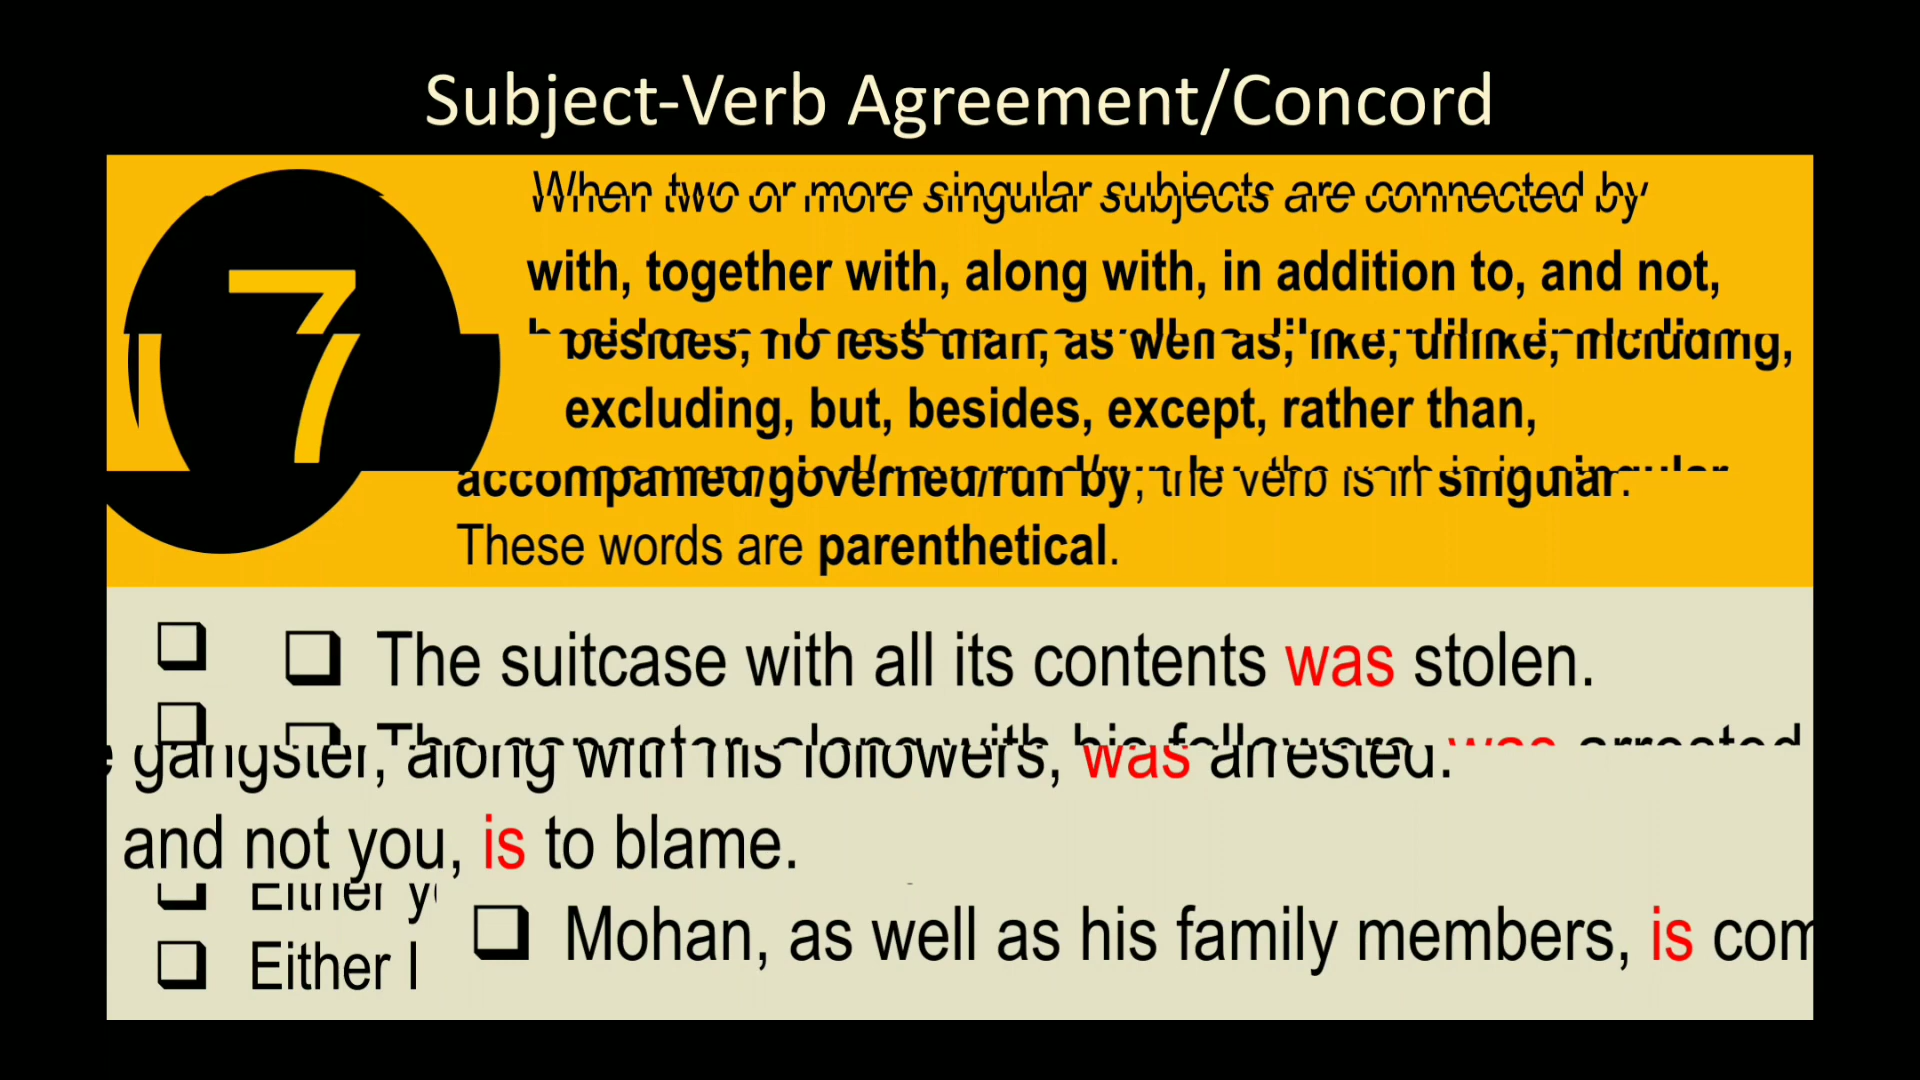 Subject-Verb Agreement/Concord
7
When two or more singular subjects are connected by
with, together with, along with, in addition to, and not,
besides, no less than, as well as, like, unlike, including,
excluding, but, besides, except, rather than,
accompanied/governed/run by, the verb is in singular.
These words are parenthetical.
The suitcase with all its contents was stolen.
gangster, along with his followers, was arrested.
and not you, is to blame.
Either
Mohan, as well as his family members, is com
Either I